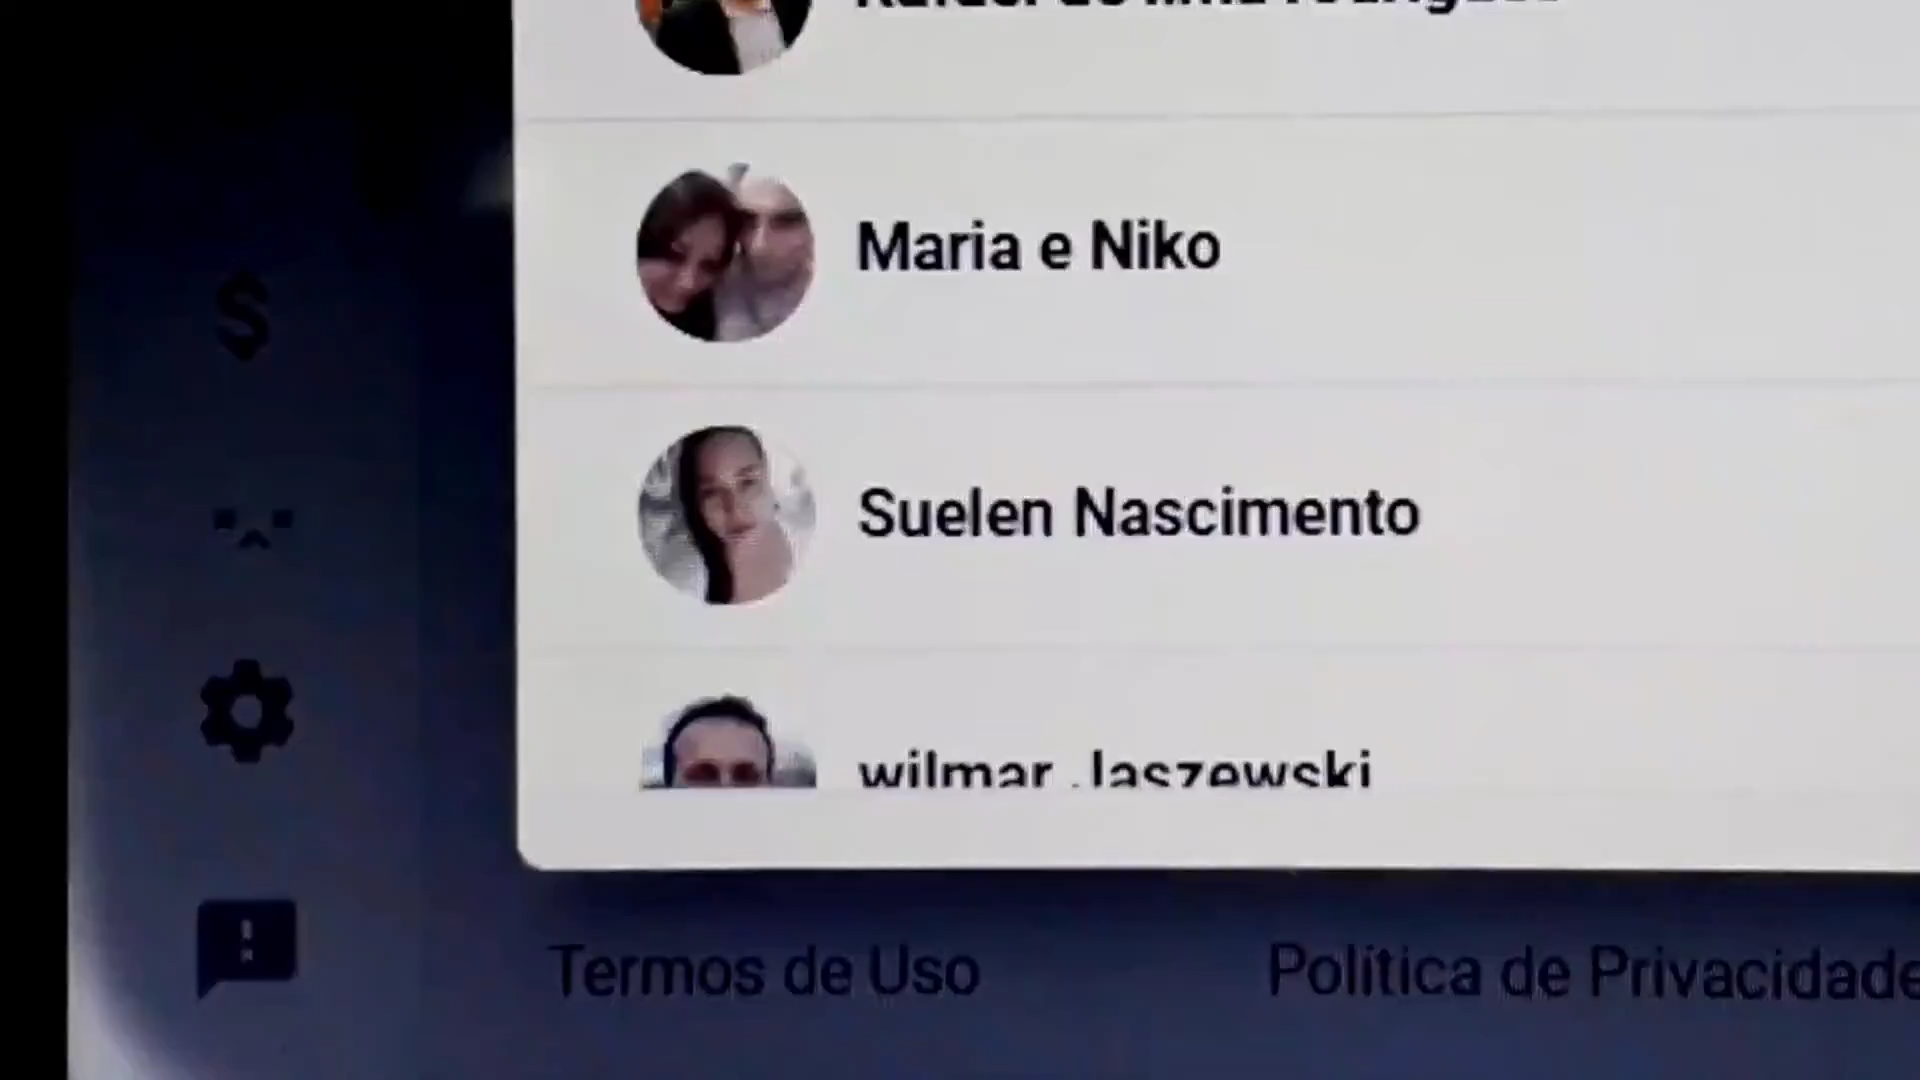 Maria e Niko
Suelen Nascimento
wilmar Jaszewski
Termos de Uso
Política de Privacidade